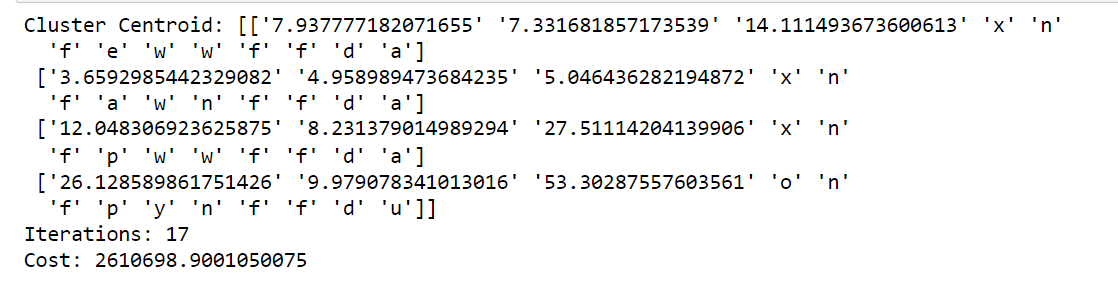 Cluster Centroid: [['7.937777182071655' '7.331681857173539' '14.111493673600613' 'x' 'n'
'f' 'e' 'w' 'w' 'f' 'f' 'd' 'a']
['3.6592985442329082' '4.958989473684235' '5.046436282194872' 'x' 'n'
'f' 'a' 'w' 'n' 'f' 'f' 'd' 'a']
['12.048306923625875' '8.231379014989294' '27.51114204139906' 'x' 'n'
'f' 'p' 'w' 'w' 'f' 'f' 'd' 'a']
['26.128589861751426' '9.979078341013016' '53.30287557603561' 'o' 'n'
'f' 'p' 'y' 'n' 'f' 'f' 'd' 'u']]
Iterations: 17
Cost: 2610698.9001050075